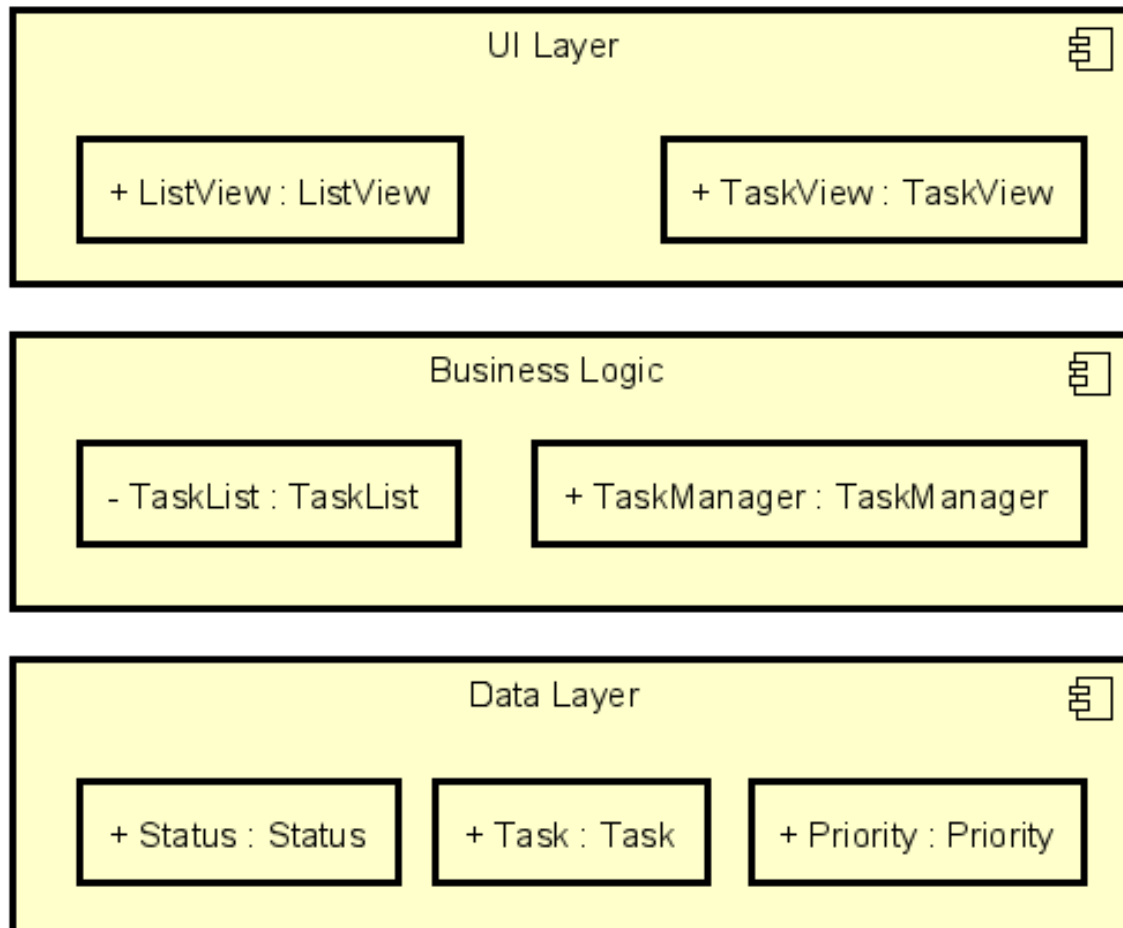 UI Layer
+ ListView : ListView
+ TaskView : TaskView
Business Logic
- TaskList : TaskList
+ TaskManager : TaskManager
Data Layer
+ Status : Status
+ Task : Task
+ Priority : Priority